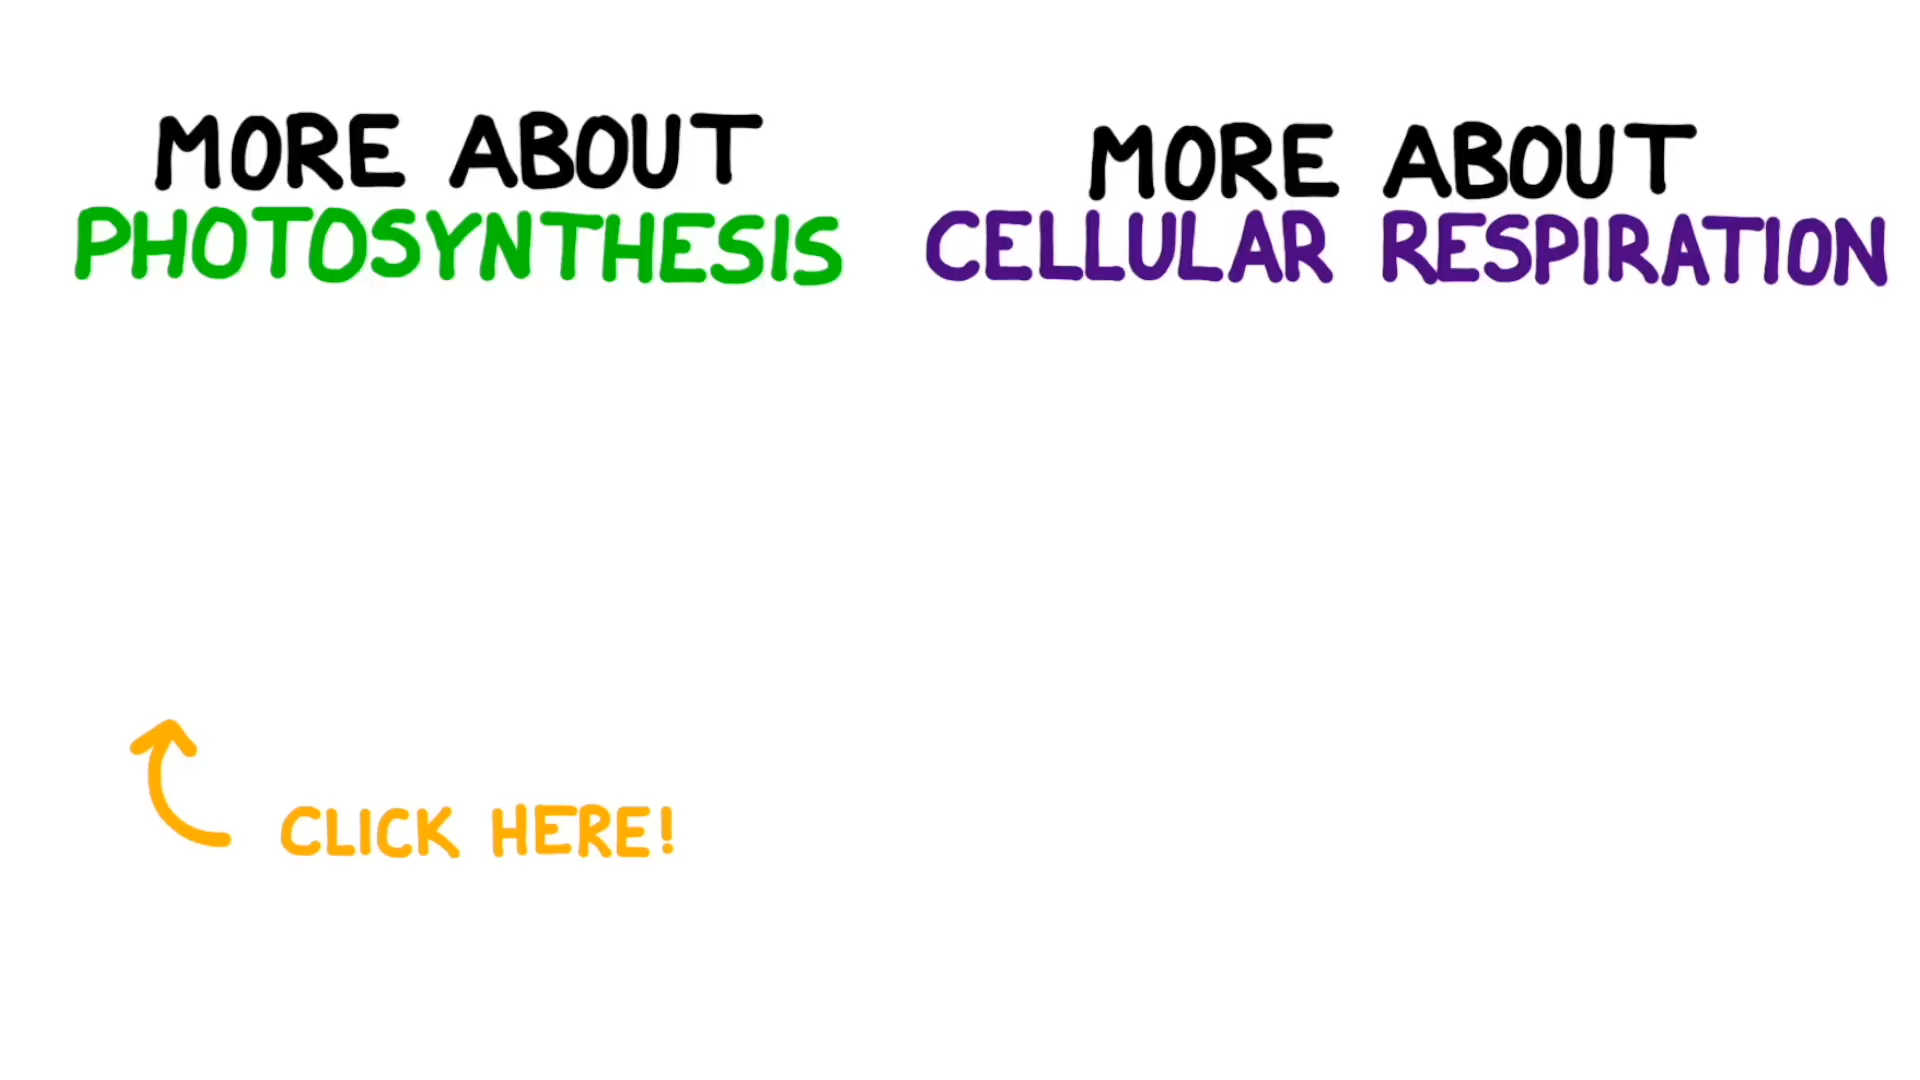 MORE ABOUT
PHOTOSYNTHESIS
MORE ABOUT
CELLULAR RESPIRATION
CLICK HERE!